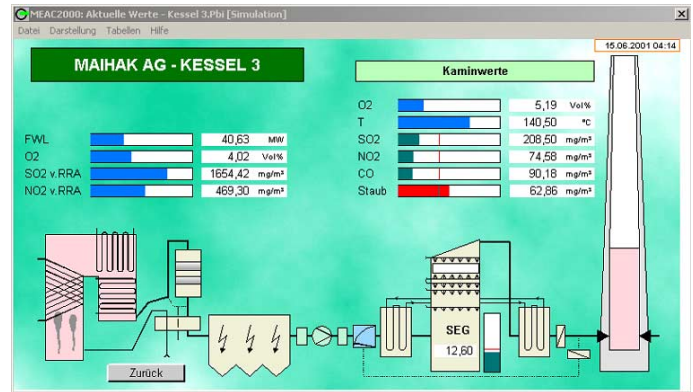 MEAC2000: Aktuelle Werte - Kessel 3.Pbi [Simulation]
Datei Darstellung Tabellen Hilfe
15.06.2001 04:14
MAIHAK AG - KESSEL 3
Kaminwerte
O2 5,19 Vol%
T 140,50 °C
FWL 40,63 MW
SO2 208,50 mg/m³
O2 4,02 Vol%
NO2 74,58 mg/m³
SO2 v.RRA 1654,42 mg/m³
CO 90,18 mg/m³
NO2 v.RRA 469,30 mg/m³
Staub 62,86 mg/m³
SEG
12,60
Zurück